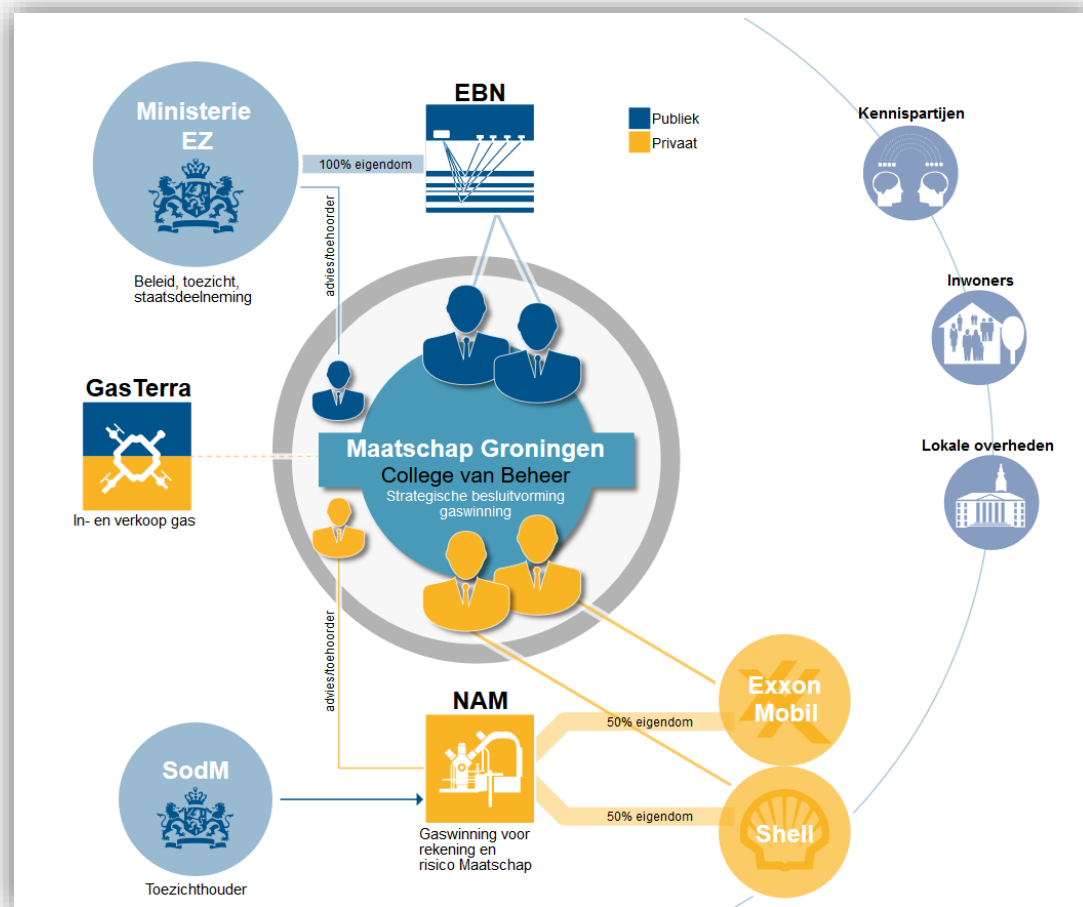 Ministerie
EZ
Beleid, toezicht,
staatsdeelneming
100% eigendom
EBN
Publiek
Privaat
advies/toehoorder
GasTerra
In- en verkoop gas
Maatschap Groningen
College van Beheer
Strategische besluitvorming
gaswinning
advies/toehoorder
NAM
Gaswinning voor
rekening en
risico Maatschap
SodM
Toezichthouder
50% eigendom
50% eigendom
Exxon
Mobil
Shell
Kennispartijen
Inwoners
Lokale overheden